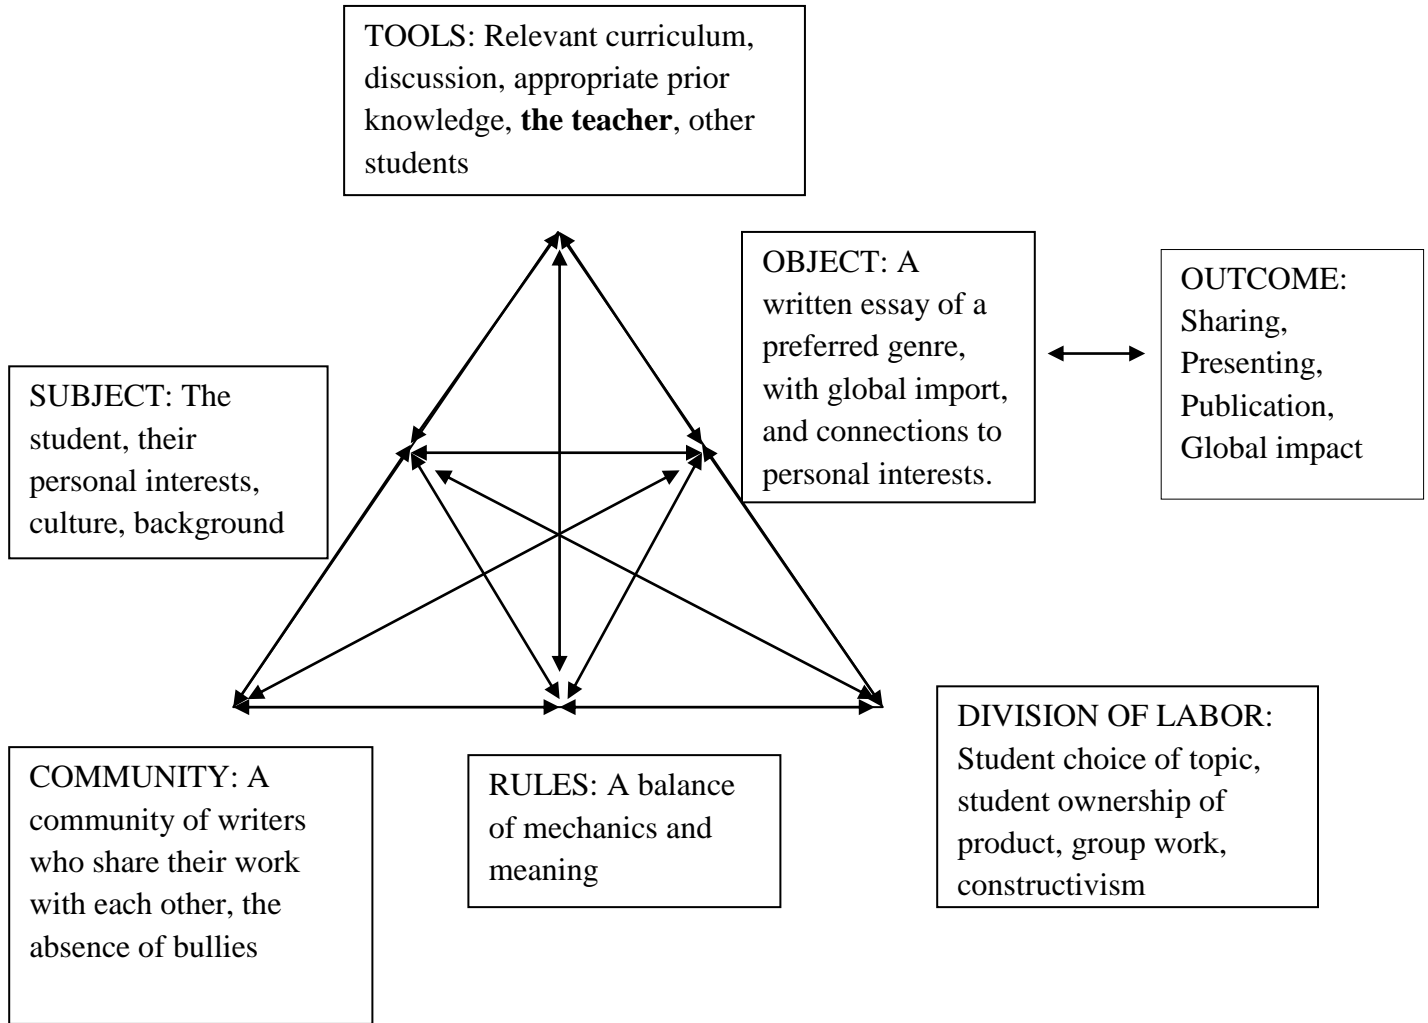 TOOLS: Relevant curriculum,
discussion, appropriate prior
knowledge, the teacher, other
students
OBJECT: A
written essay of a
preferred genre,
with global import,
and connections to
personal interests.
OUTCOME:
Sharing,
Presenting,
Publication,
Global impact
SUBJECT: The
student, their
personal interests,
culture, background
COMMUNITY: A
community of writers
who share their work
with each other, the
absence of bullies
RULES: A balance
of mechanics and
meaning
DIVISION OF LABOR:
Student choice of topic,
student ownership of
product, group work,
constructivism